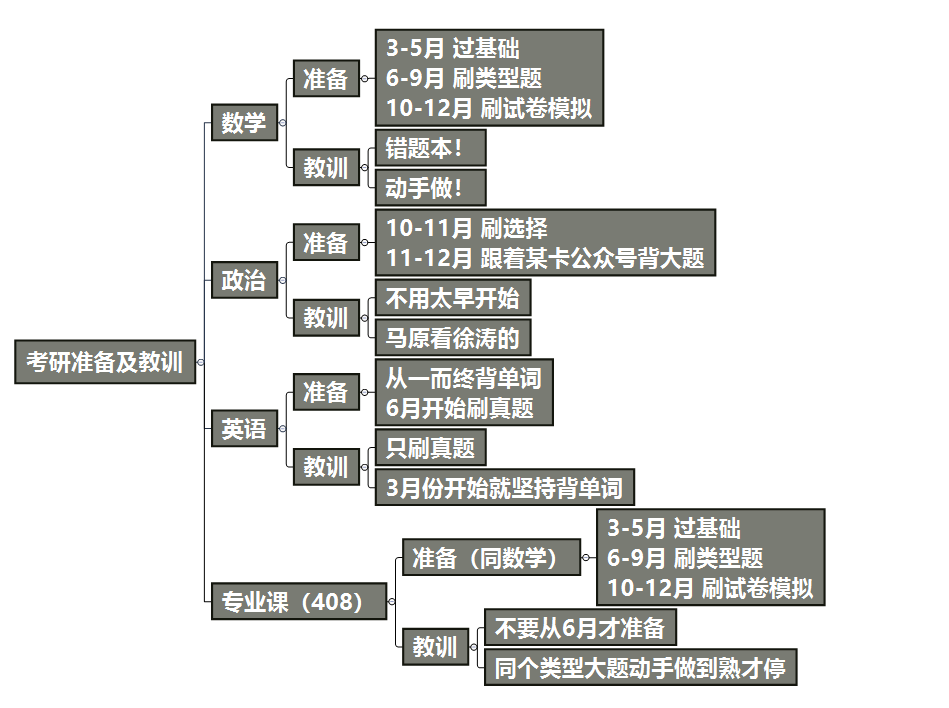 考研准备及教训
数学
准备
3-5月 过基础
6-9月 刷类型题
10-12月 刷试卷模拟
教训
错题本！
动手做！
政治
准备
10-11月 刷选择
11-12月 跟着某卡公众号背大题
教训
不用太早开始
马原看徐涛的
英语
准备
从一而终背单词
6月开始刷真题
教训
只刷真题
3月份开始就坚持背单词
专业课（408）
准备（同数学）
3-5月 过基础
6-9月 刷类型题
10-12月 刷试卷模拟
教训
不要从6月才准备
同个类型大题动手做到熟才停